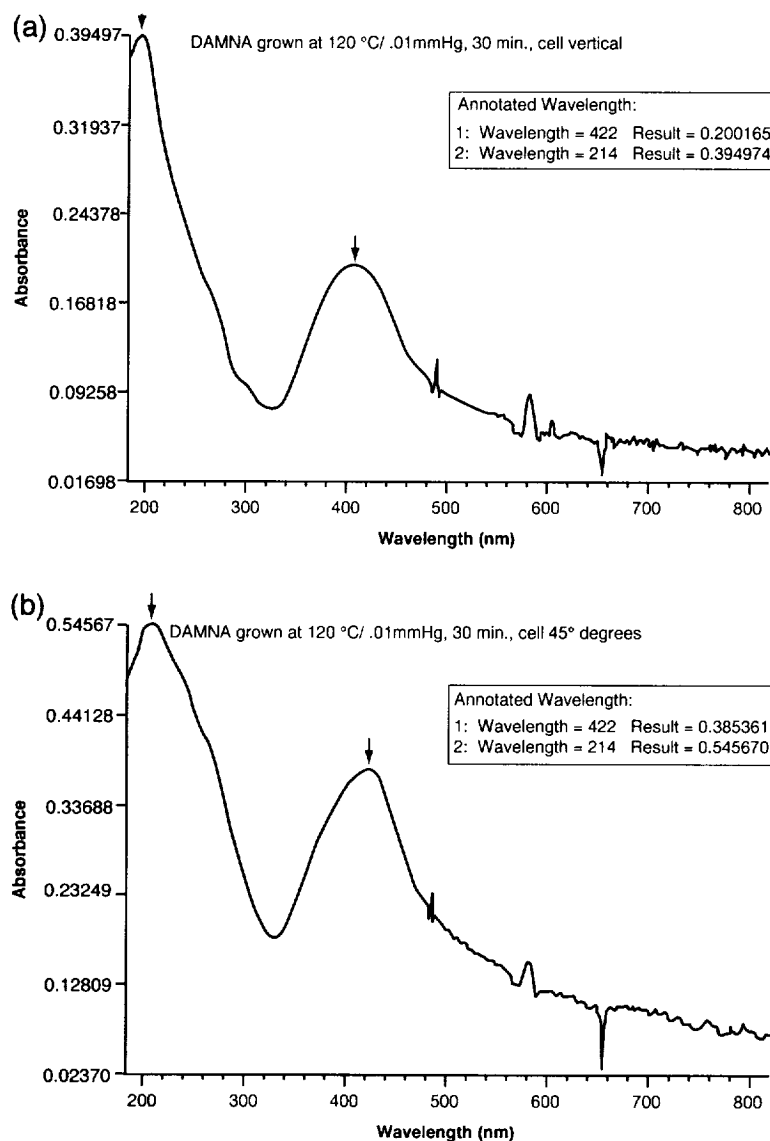 (a)
DAMNA grown at 120 °C/ .01mmHg, 30 min., cell vertical
Annotated Wavelength:
1: Wavelength = 422 Result = 0.200165
2: Wavelength = 214 Result = 0.394974
Absorbance
0.39497
0.31937
0.24378
0.16818
0.09258
0.01698
200 300 400 500 600 700 800
Wavelength (nm)
(b)
DAMNA grown at 120 °C/ .01mmHg, 30 min., cell 45° degrees
Annotated Wavelength:
1: Wavelength = 422 Result = 0.385361
2: Wavelength = 214 Result = 0.545670
Absorbance
0.54567
0.44128
0.33688
0.23249
0.12809
0.02370
200 300 400 500 600 700 800
Wavelength (nm)